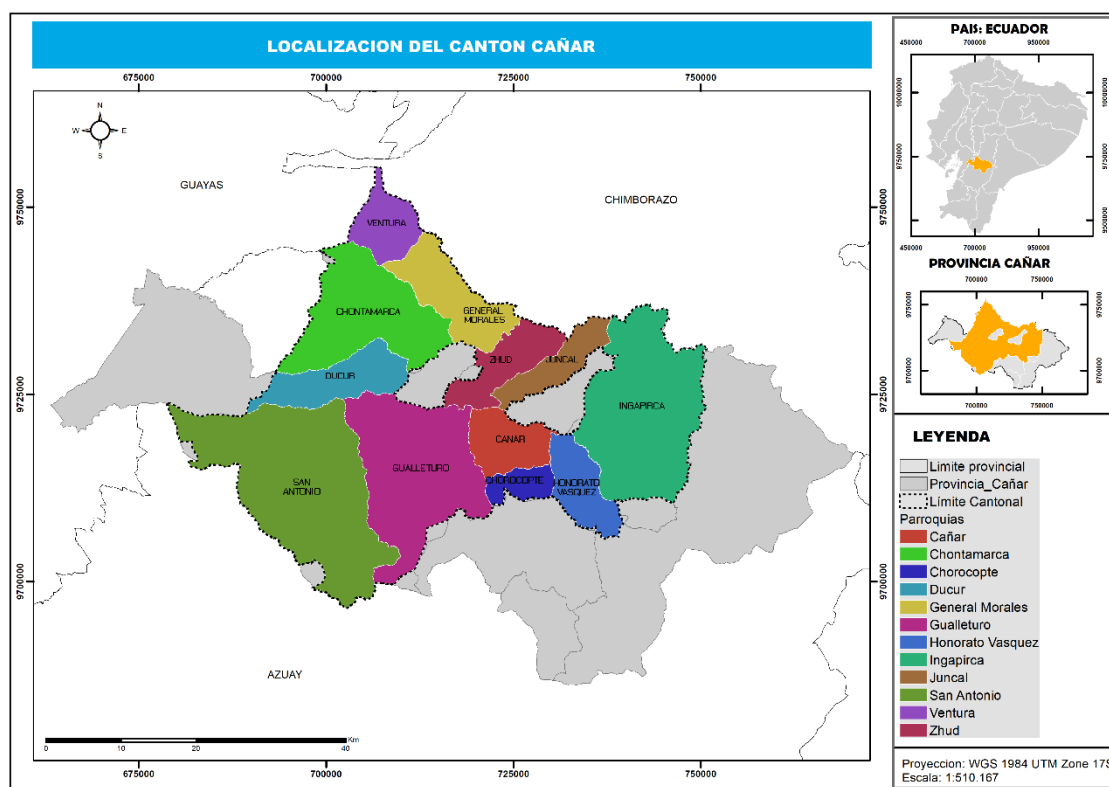 LOCALIZACION DEL CANTON CAÑAR
675000 700000 725000 750000
N
W E
S
GUAYAS
CHIMBORAZO
9750000 9750000
VENTURA
CHONTAMARCA
GENERAL
MORALES
ZHUD
JUNCAL
DUCUR
INGAPIRCA
9725000 9725000
CAÑAR
GUALLETURO
SAN
ANTONIO
CHOROCOPTE
HONORATO
VASQUEZ
9700000 9700000
AZUAY
0 10 20 40
Km
675000 700000 725000 750000
PAIS: ECUADOR
450000 700000 950000
10000000 10000000
9750000 9750000
9500000 9500000
450000 700000 950000
PROVINCIA CAÑAR
700000 750000
9750000 9750000
9700000 9700000
700000 750000
LEYENDA
Limite provincial
Provincia_Cañar
Límite Cantonal
Parroquias
Cañar
Chontamarca
Chorocopte
Ducur
General Morales
Gualleturo
Honorato Vasquez
Ingapirca
Juncal
San Antonio
Ventura
Zhud
Proyeccion: WGS 1984 UTM Zone 17S
Escala: 1:510.167